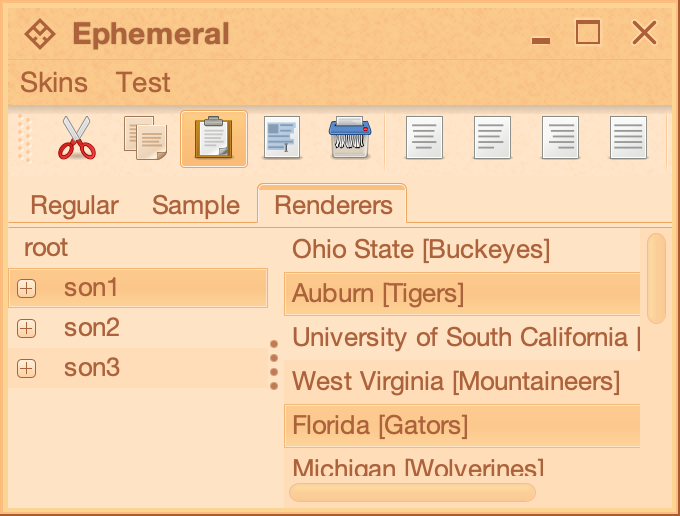 Ephemeral
Skins Test
Regular Sample Renderers
root
son1
son2
son3
Ohio State [Buckeyes]
Auburn [Tigers]
University of South California [
West Virginia [Mountaineers]
Florida [Gators]
Michigan [Wolverines]